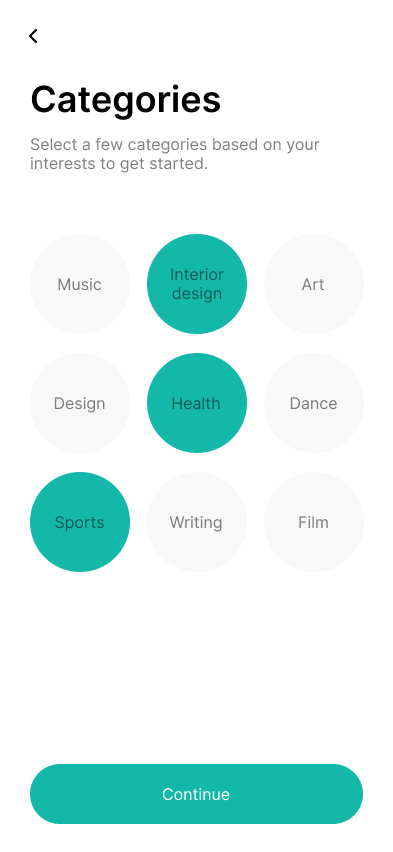 Categories
Select a few categories based on your
interests to get started.
Music
Interior
design
Art
Design
Health
Dance
Sports
Writing
Film
Continue